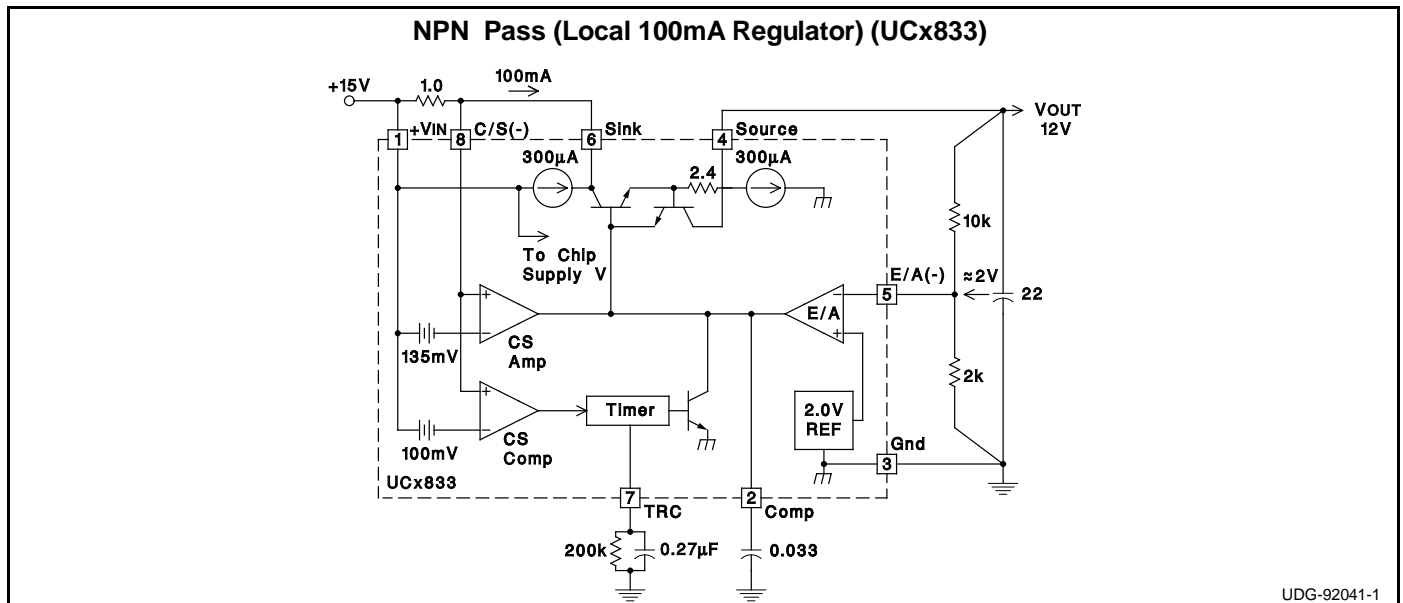 NPN Pass (Local 100mA Regulator) (UCx833)
+15V
1.0
100mA
VOUT
12V
1
+VIN
8
C/S(-)
6
Sink
4
Source
300µA
2.4
300µA
To Chip
Supply V
10k
E/A(-)
≈2V
5
22
+
-
135mV
CS
Amp
E/A
-
+
2k
+
-
100mV
CS
Comp
Timer
2.0V
REF
Gnd
3
UCx833
7
TRC
2
Comp
200k
0.27µF
0.033
UDG-92041-1